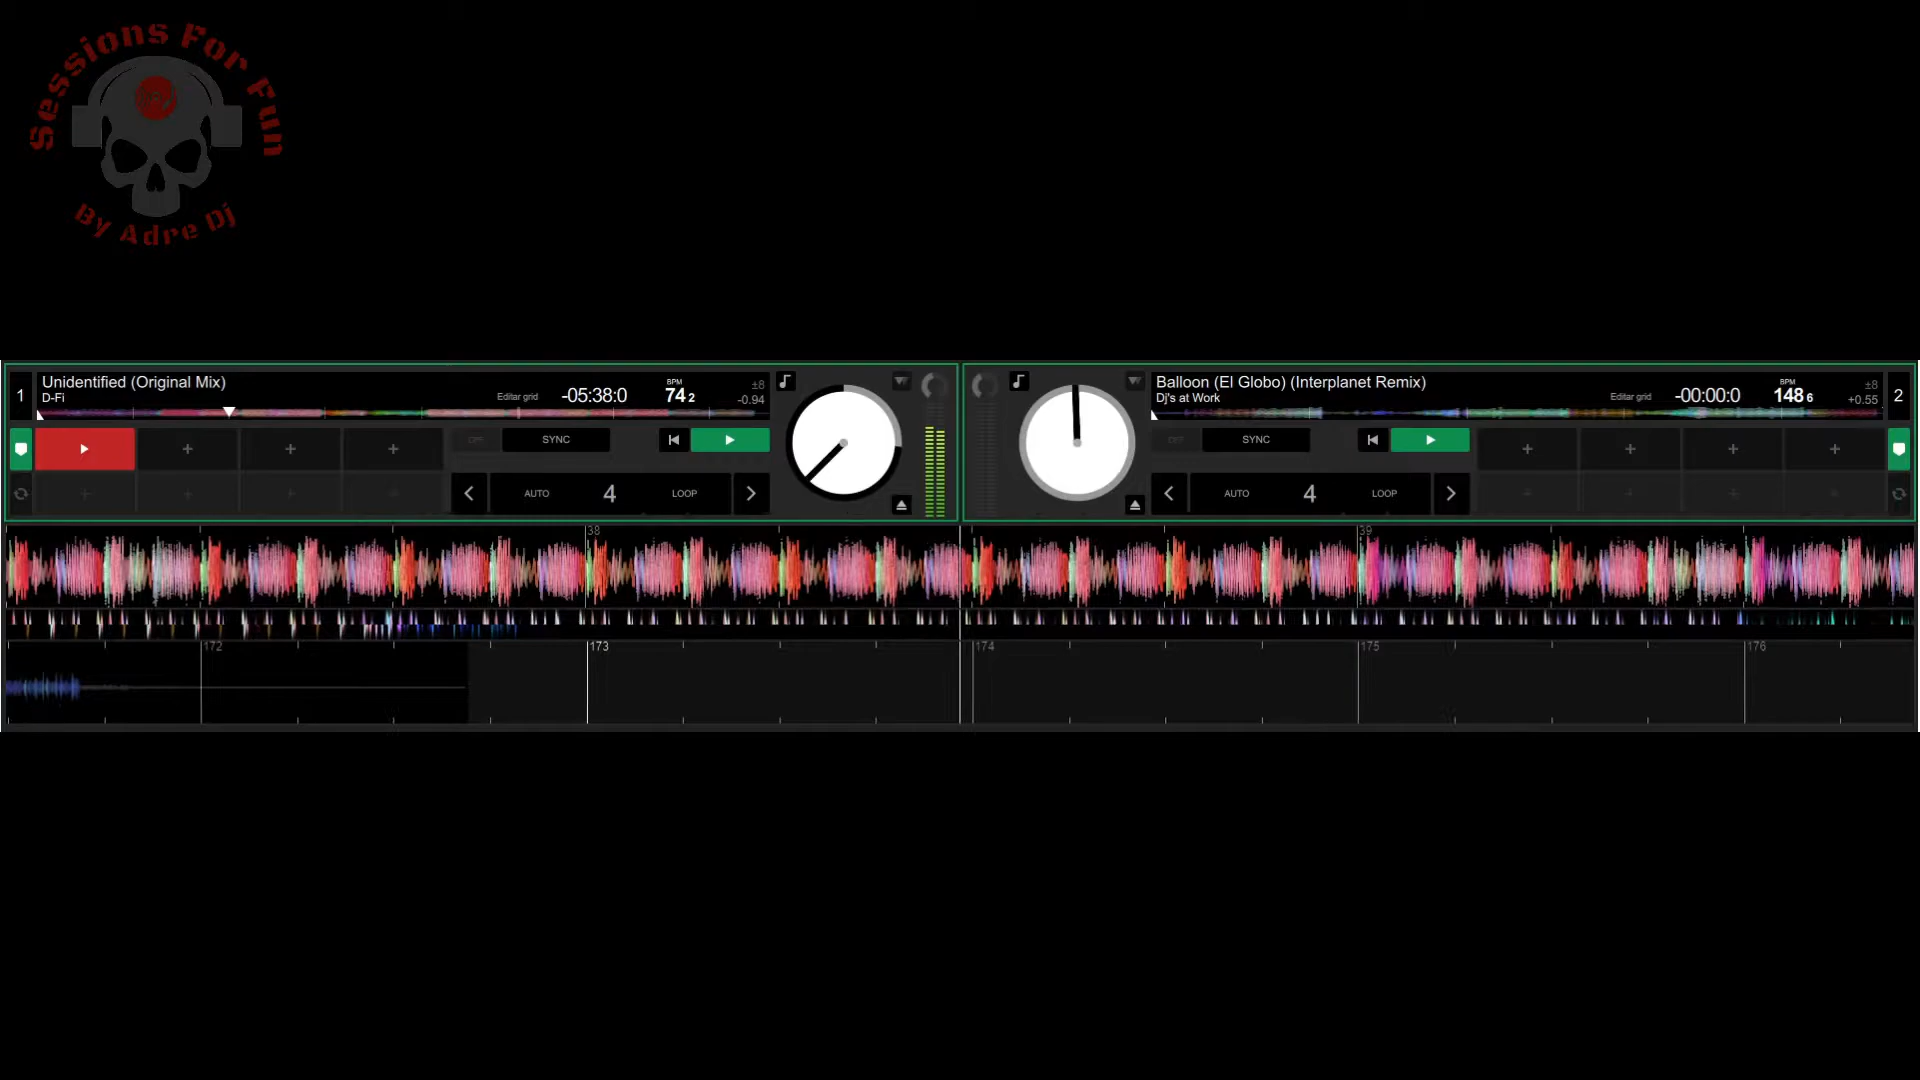 Sessions For Fun
By Adre Dj
1
Unidentified (Original Mix)
D-Fi
Editar grid
-05:38:0
BPM
74 2
±8
-0.94
OFF
SYNC
AUTO
4
LOOP
Balloon (El Globo) (Interplanet Remix)
Dj's at Work
Editar grid
-00:00:0
BPM
148 6
±8
+0.55
2
OFF
SYNC
AUTO
4
LOOP
38
39
172
173
174
175
176